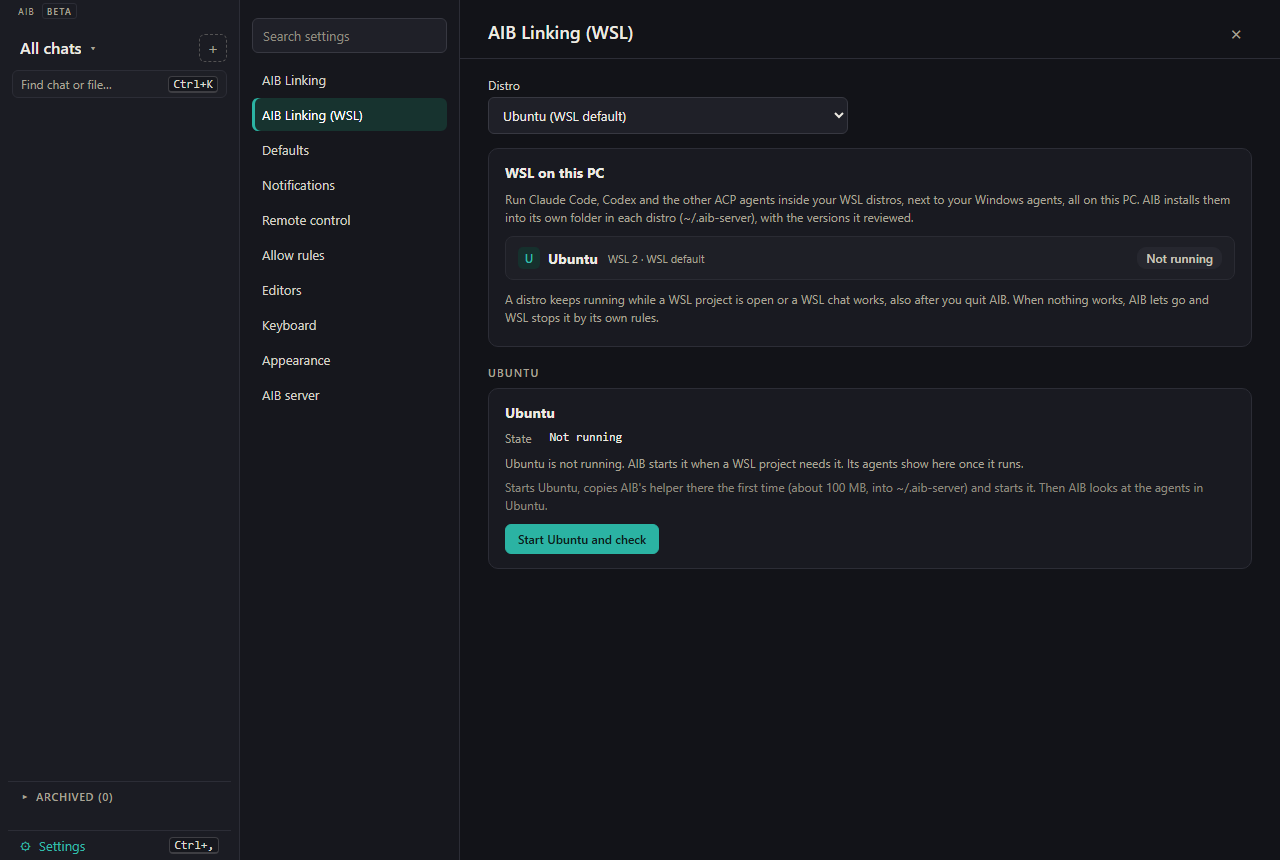 AIB BETA
All chats
+
Find chat or file... Ctrl+K
ARCHIVED (0)
Settings Ctrl+,
Search settings
AIB Linking
AIB Linking (WSL)
Defaults
Notifications
Remote control
Allow rules
Editors
Keyboard
Appearance
AIB server
AIB Linking (WSL)
×
Distro
Ubuntu (WSL default)
WSL on this PC
Run Claude Code, Codex and the other ACP agents inside your WSL distros, next to your Windows agents, all on this PC. AIB installs them
into its own folder in each distro (~/.aib-server), with the versions it reviewed.
U Ubuntu WSL 2 · WSL default Not running
A distro keeps running while a WSL project is open or a WSL chat works, also after you quit AIB. When nothing works, AIB lets go and
WSL stops it by its own rules.
UBUNTU
Ubuntu
State Not running
Ubuntu is not running. AIB starts it when a WSL project needs it. Its agents show here once it runs.
Starts Ubuntu, copies AIB's helper there the first time (about 100 MB, into ~/.aib-server) and starts it. Then AIB looks at the agents in
Ubuntu.
Start Ubuntu and check